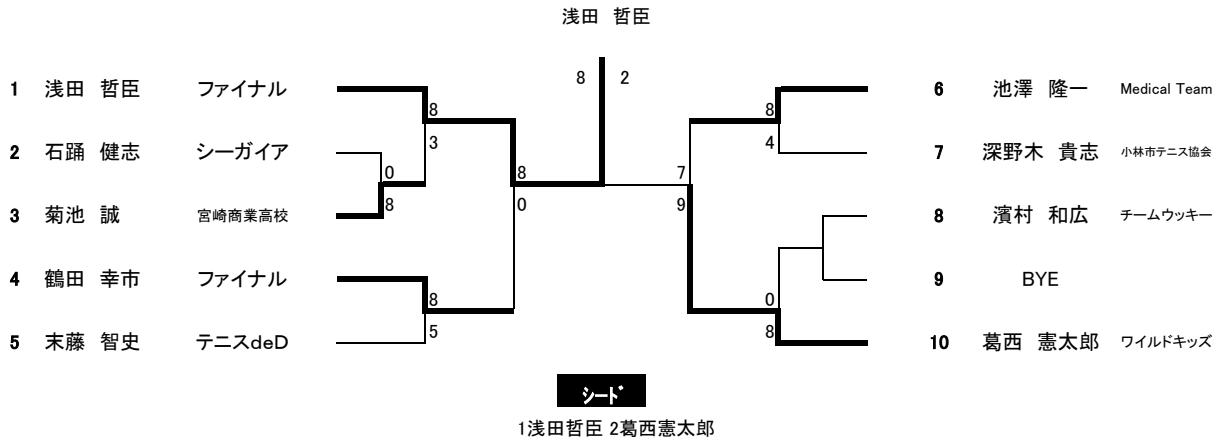 浅田 哲臣
8 2
1 浅田 哲臣 ファイナル
8
3
2 石踊 健志 シーガイア
0
8
3 菊池 誠 宮崎商業高校
8
0
4 鶴田 幸市 ファイナル
8
5
5 末藤 智史 テニスdeD
6 池澤 隆一 Medical Team
8
4
7 深野木 貴志 小林市テニス協会
7
9
8 濱村 和広 チームウッキー
9 BYE
0
8
10 葛西 憲太郎 ワイルドキッズ
シード
1浅田哲臣 2葛西憲太郎